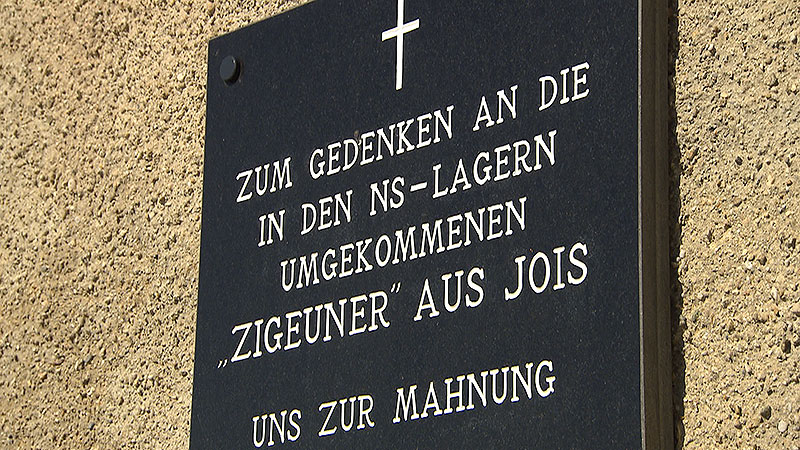 ZUM GEDENKEN AN DIE
IN DEN NS-LAGERN
UMGEKOMMENEN
„ZIGEUNER“ AUS JOIS
UNS ZUR MAHNUNG